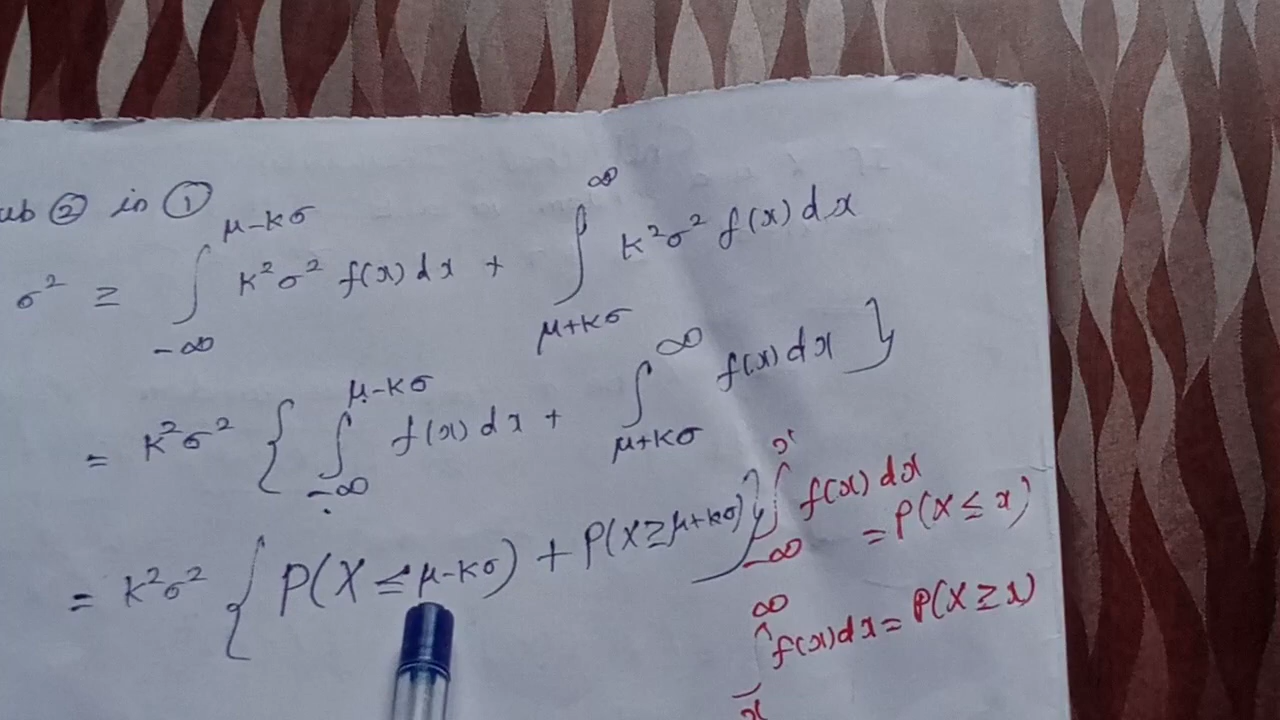 ub ② in ①
σ² ≥ ∫_{-∞}^{μ-kσ} k²σ² f(x) dx + ∫_{μ+kσ}^{∞} k²σ² f(x) dx
= k²σ² { ∫_{-∞}^{μ-kσ} f(x) dx + ∫_{μ+kσ}^{∞} f(x) dx }
= k²σ² { P(X ≤ μ-kσ) + P(X ≥ μ+kσ) }
∫_{-∞}^{x} f(x) dx
= P(X ≤ x)
∫_{x}^{∞} f(x) dx = P(X ≥ x)